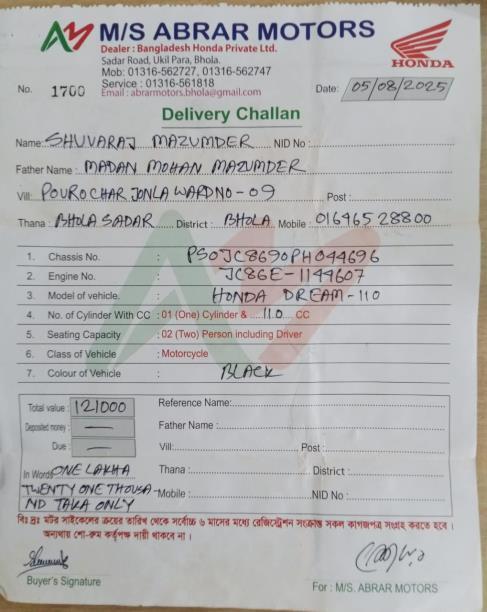 M/S ABRAR MOTORS
Dealer : Bangladesh Honda Private Ltd.
Sadar Road, Ukil Para, Bhola.
Mob: 01316-562727, 01316-562747
Service : 01316-561818
Email : abrarmotors.bhola@gmail.com
HONDA
No. 1700 Date: 05/08/2025
Delivery Challan
Name: SHUVARAJ MAZUMDER NID No :
Father Name : MADAN MOHAN MAZUMDER
Vill: POUROCHAR JONLA WARD NO-09 Post :
Thana : BHOLA SADAR District : BHOLA Mobile : 01646528800
1. Chassis No. : PS0JC8690PH044696
2. Engine No. : JC86E-1144607
3. Model of vehicle. : HONDA DREAM-110
4. No. of Cylinder With CC : 01 (One) Cylinder & 110 CC
5. Seating Capacity : 02 (Two) Person including Driver
6. Class of Vehicle : Motorcycle
7. Colour of Vehicle : BLACK
Total value : 121000 Reference Name:
Deposited money : — Father Name :
Due : — Vill: Post :
In Words ONE LAKHA Thana : District :
TWENTY ONE THOUSA- Mobile : NID No :
ND TAKA ONLY
বিঃ দ্রঃ মটর সাইকেলের ক্রয়ের তারিখ থেকে সর্বোচ্চ ৬ মাসের মধ্যে রেজিস্ট্রেশন সংক্রান্ত সকল কাগজপত্র সংগ্রহ করতে হবে ।
অন্যথায় শো-রুম কর্তৃপক্ষ দায়ী থাকবে না ।
Buyer's Signature For : M/S. ABRAR MOTORS